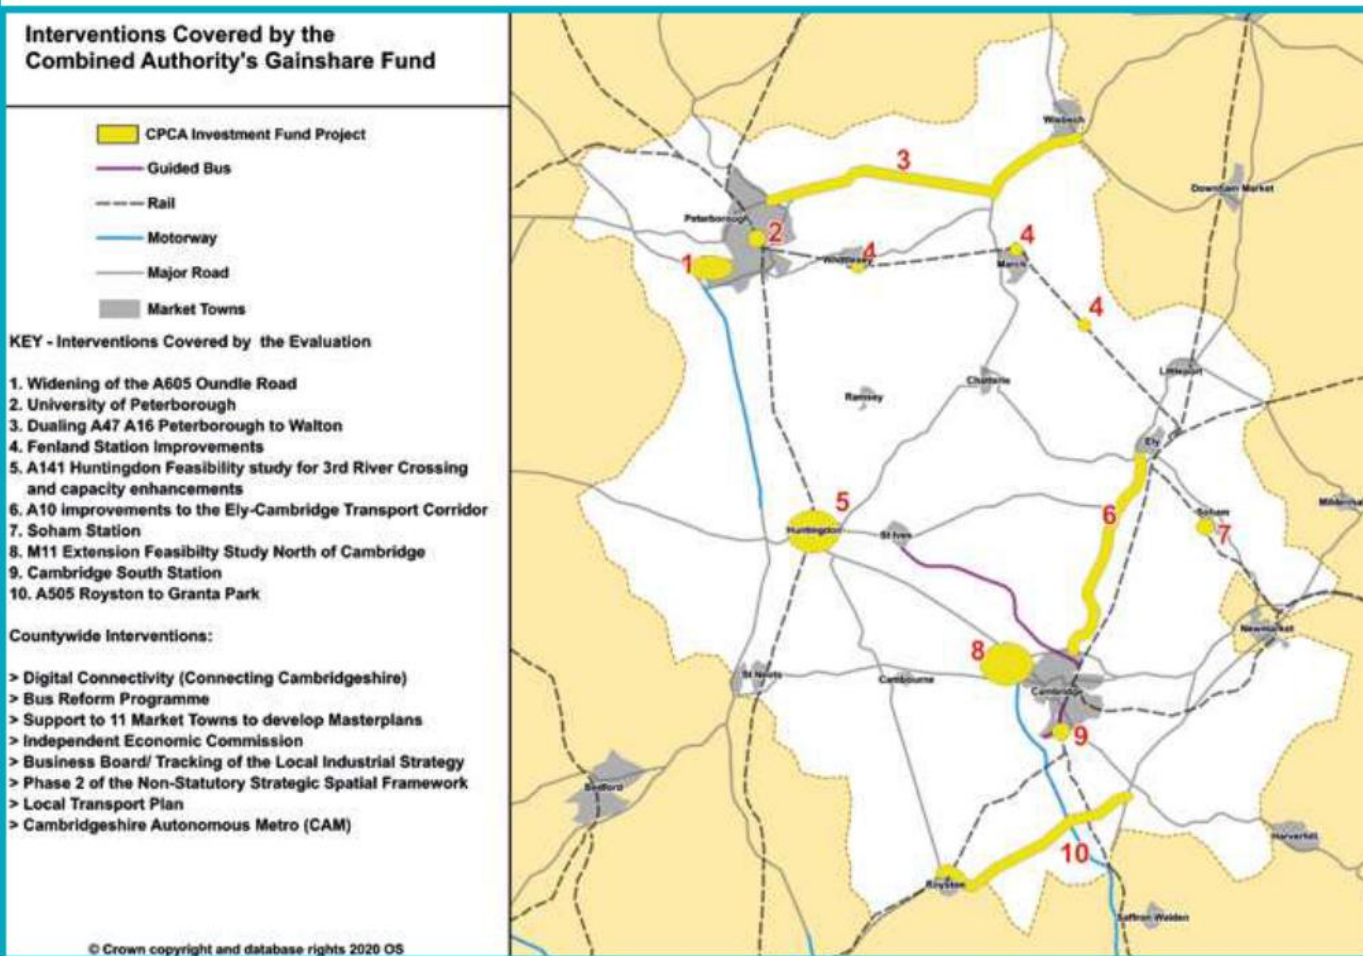 Interventions Covered by the
Combined Authority's Gainshare Fund
CPCA Investment Fund Project
Guided Bus
Rail
Motorway
Major Road
Market Towns
KEY - Interventions Covered by the Evaluation
1. Widening of the A605 Oundle Road
2. University of Peterborough
3. Dualing A47 A16 Peterborough to Walton
4. Fenland Station Improvements
5. A141 Huntingdon Feasibility study for 3rd River Crossing
and capacity enhancements
6. A10 improvements to the Ely-Cambridge Transport Corridor
7. Soham Station
8. M11 Extension Feasibilty Study North of Cambridge
9. Cambridge South Station
10. A505 Royston to Granta Park
Countywide Interventions:
> Digital Connectivity (Connecting Cambridgeshire)
> Bus Reform Programme
> Support to 11 Market Towns to develop Masterplans
> Independent Economic Commission
> Business Board/ Tracking of the Local Industrial Strategy
> Phase 2 of the Non-Statutory Strategic Spatial Framework
> Local Transport Plan
> Cambridgeshire Autonomous Metro (CAM)
© Crown copyright and database rights 2020 OS
Wisbech
3
Downham Market
Peterborough
2
1
Whittlesey
4
4
March
4
Littleport
Chatteris
Ramsey
Ely
5
Huntingdon
St Ives
6
Soham
7
Mildenhall
Newmarket
8
St Neots
Cambourne
Cambridge
9
Bedford
10
Haverhill
Royston
Saffron Walden